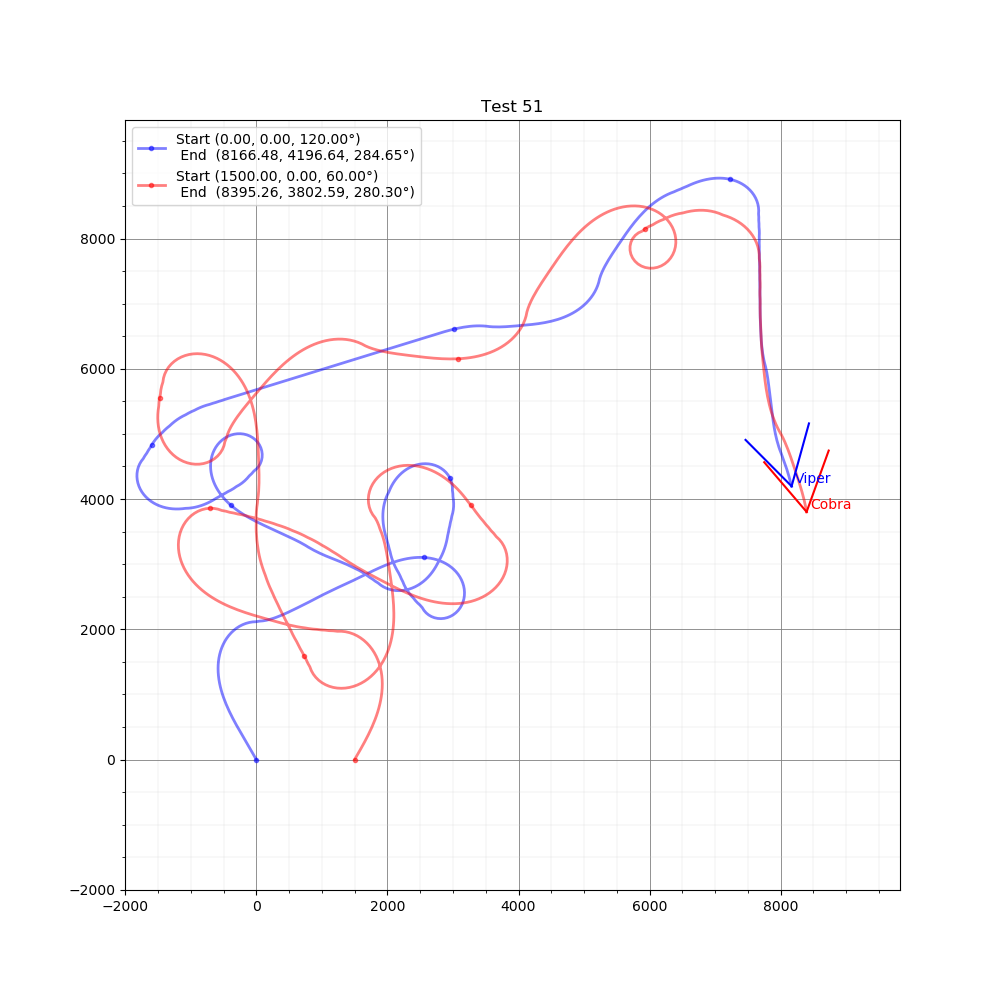 Test 51
Start (0.00, 0.00, 120.00°)
End (8166.48, 4196.64, 284.65°)
Start (1500.00, 0.00, 60.00°)
End (8395.26, 3802.59, 280.30°)
8000
6000
4000
2000
0
−2000
Viper
Cobra
−2000 0 2000 4000 6000 8000